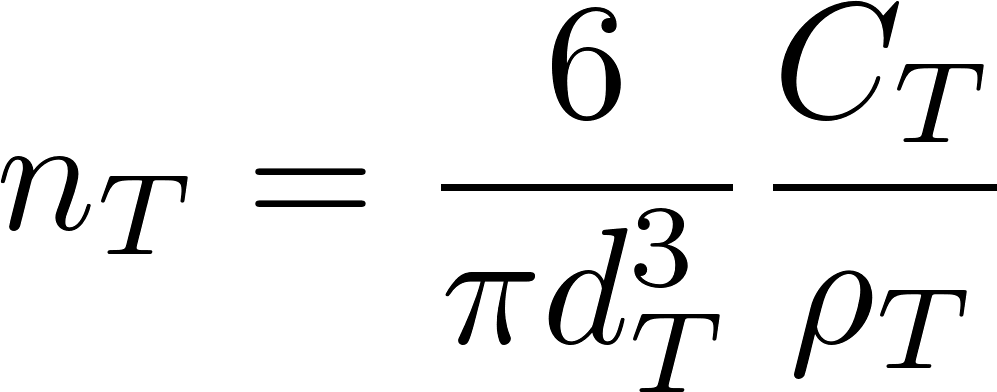 n_T = \frac{6}{\pi d_T^3} \frac{C_T}{\rho_T}